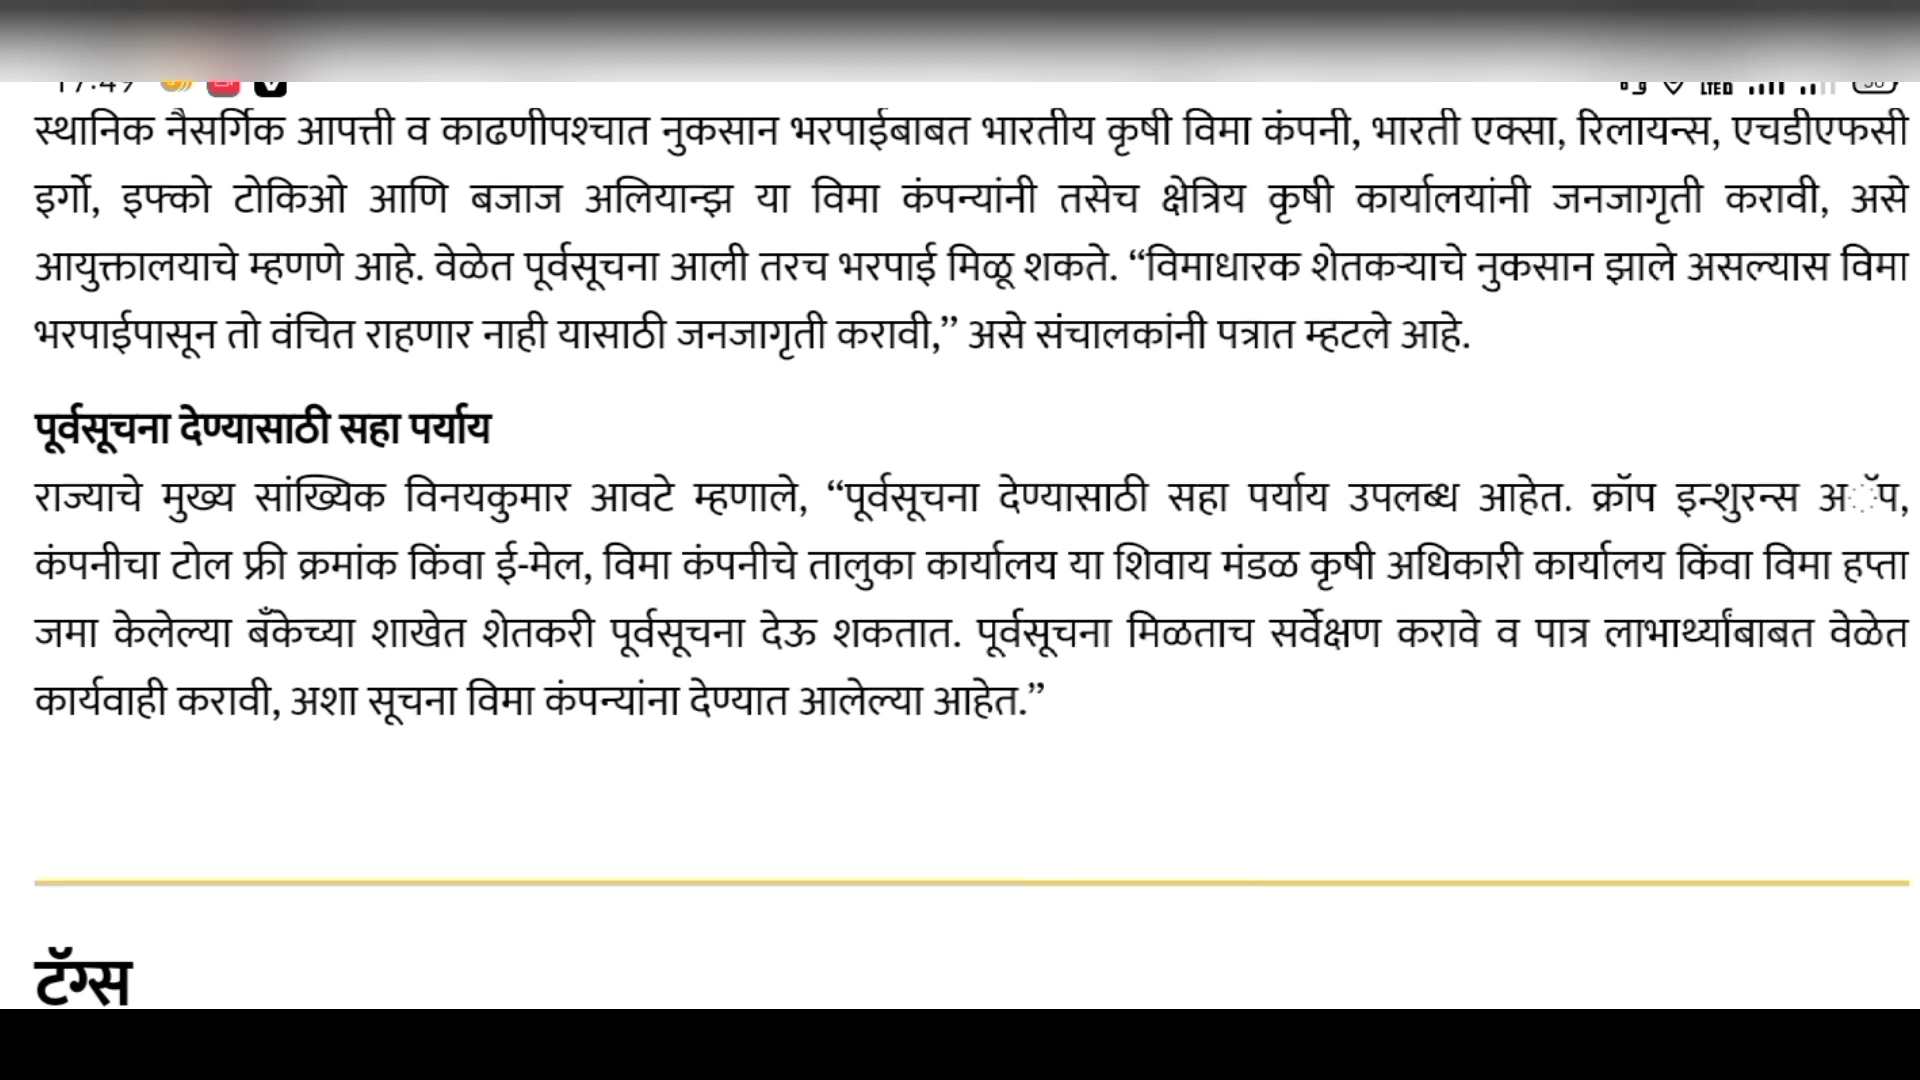 17:49
स्थानिक नैसर्गिक आपत्ती व काढणीपश्चात नुकसान भरपाईबाबत भारतीय कृषी विमा कंपनी, भारती एक्सा, रिलायन्स, एचडीएफसी
इर्गो, इफ्को टोकिओ आणि बजाज अलियान्झ या विमा कंपन्यांनी तसेच क्षेत्रिय कृषी कार्यालयांनी जनजागृती करावी, असे
आयुक्तालयाचे म्हणणे आहे. वेळेत पूर्वसूचना आली तरच भरपाई मिळू शकते. “विमाधारक शेतकऱ्याचे नुकसान झाले असल्यास विमा
भरपाईपासून तो वंचित राहणार नाही यासाठी जनजागृती करावी,” असे संचालकांनी पत्रात म्हटले आहे.
पूर्वसूचना देण्यासाठी सहा पर्याय
राज्याचे मुख्य सांख्यिक विनयकुमार आवटे म्हणाले, “पूर्वसूचना देण्यासाठी सहा पर्याय उपलब्ध आहेत. क्रॉप इन्शुरन्स अॅप,
कंपनीचा टोल फ्री क्रमांक किंवा ई-मेल, विमा कंपनीचे तालुका कार्यालय या शिवाय मंडळ कृषी अधिकारी कार्यालय किंवा विमा हप्ता
जमा केलेल्या बँकेच्या शाखेत शेतकरी पूर्वसूचना देऊ शकतात. पूर्वसूचना मिळताच सर्वेक्षण करावे व पात्र लाभार्थ्यांबाबत वेळेत
कार्यवाही करावी, अशा सूचना विमा कंपन्यांना देण्यात आलेल्या आहेत.”
टॅग्स